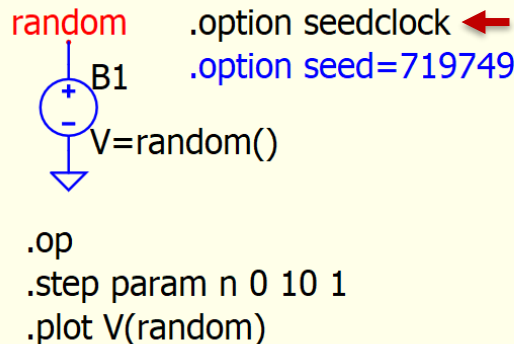 random
.option seedclock
.option seed=719749
B1
V=random()
.op
.step param n 0 10 1
.plot V(random)